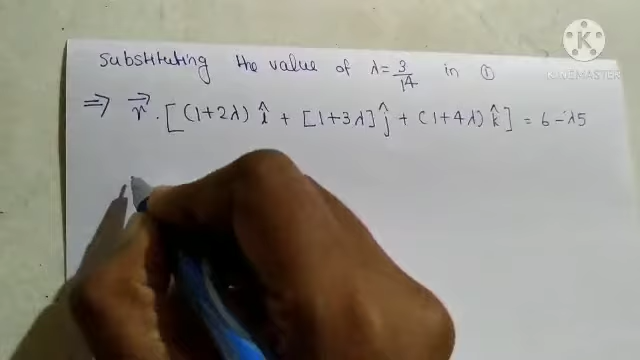 Substituting the value of λ = 3/14 in ①
⇒ r⃗ . [(1+2λ) î + [1+3λ] ĵ + (1+4λ) k̂] = 6 - λ5
KINEMASTER